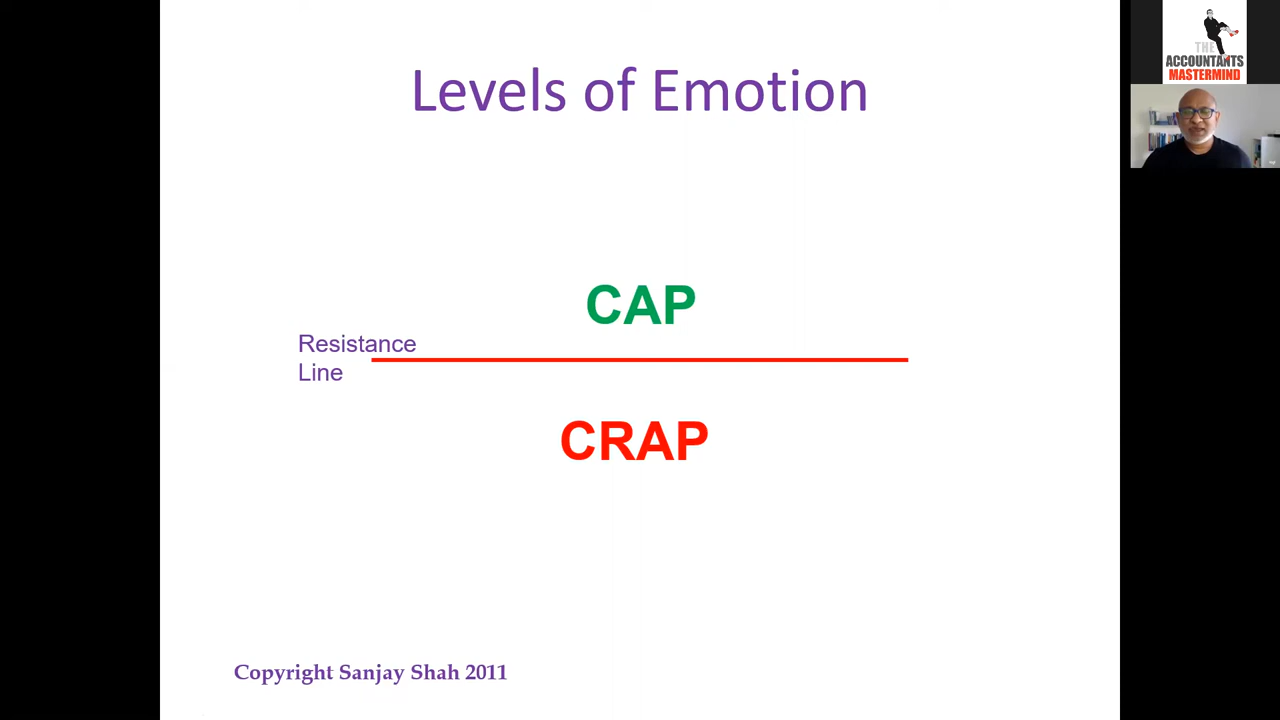 Levels of Emotion
THE
ACCOUNTANTS
MASTERMIND
CAP
Resistance
Line
CRAP
Copyright Sanjay Shah 2011